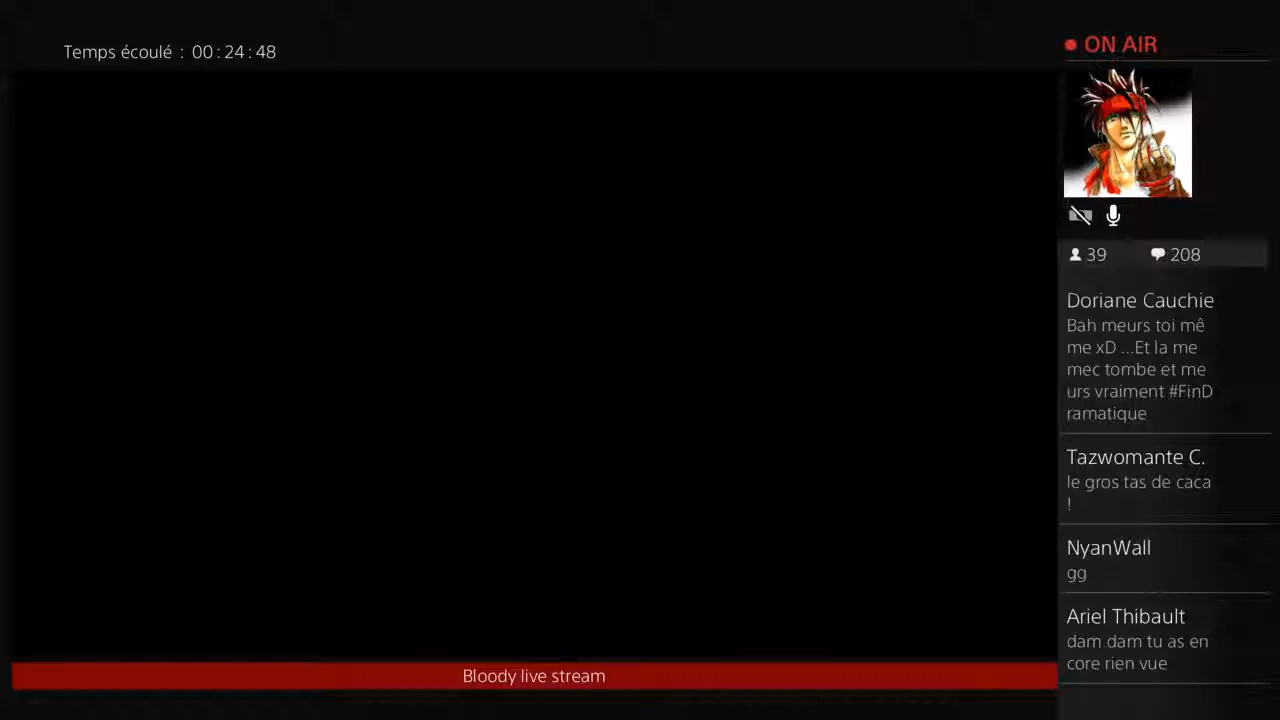 Temps écoulé : 00:24:48
ON AIR
39 208
Doriane Cauchie
Bah meurs toi mê
me xD ...Et la me
mec tombe et me
urs vraiment #FinD
ramatique
Tazwomante C.
le gros tas de caca
!
NyanWall
gg
Ariel Thibault
dam dam tu as en
core rien vue
Bloody live stream